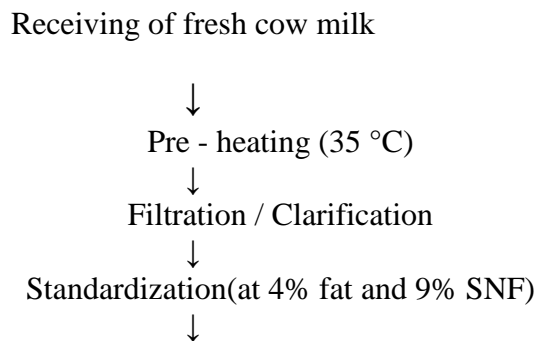 Receiving of fresh cow milk
↓
Pre - heating (35 °C)
↓
Filtration / Clarification
↓
Standardization(at 4% fat and 9% SNF)
↓